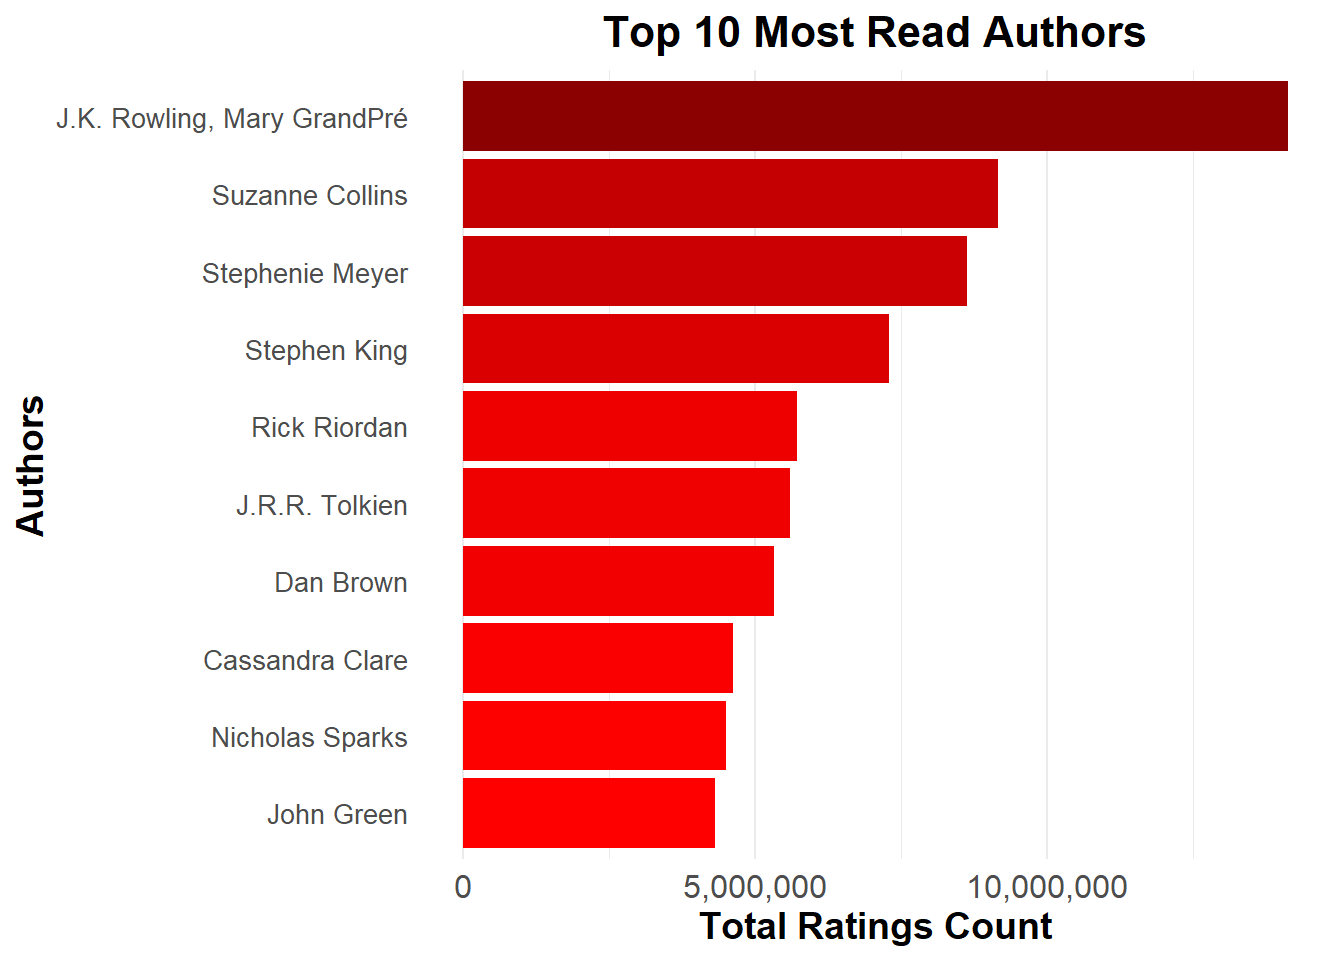 Top 10 Most Read Authors
J.K. Rowling, Mary GrandPré
Suzanne Collins
Stephenie Meyer
Stephen King
Rick Riordan
J.R.R. Tolkien
Dan Brown
Cassandra Clare
Nicholas Sparks
John Green
Authors
0
5,000,000
10,000,000
Total Ratings Count